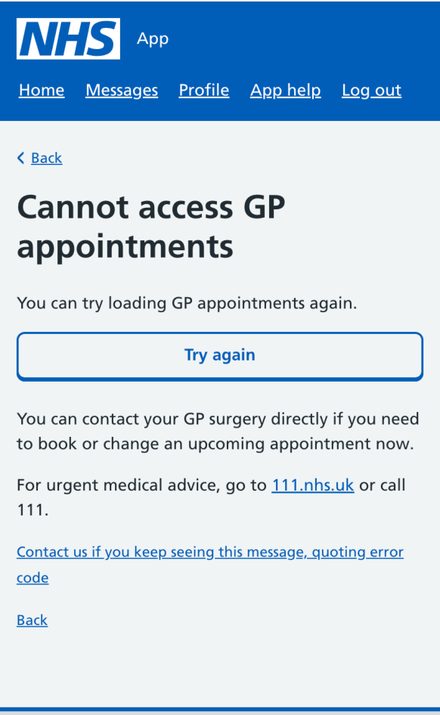 NHS App
Home Messages Profile App help Log out
Back
Cannot access GP
appointments
You can try loading GP appointments again.
Try again
You can contact your GP surgery directly if you need
to book or change an upcoming appointment now.
For urgent medical advice, go to 111.nhs.uk or call
111.
Contact us if you keep seeing this message, quoting error
code
Back